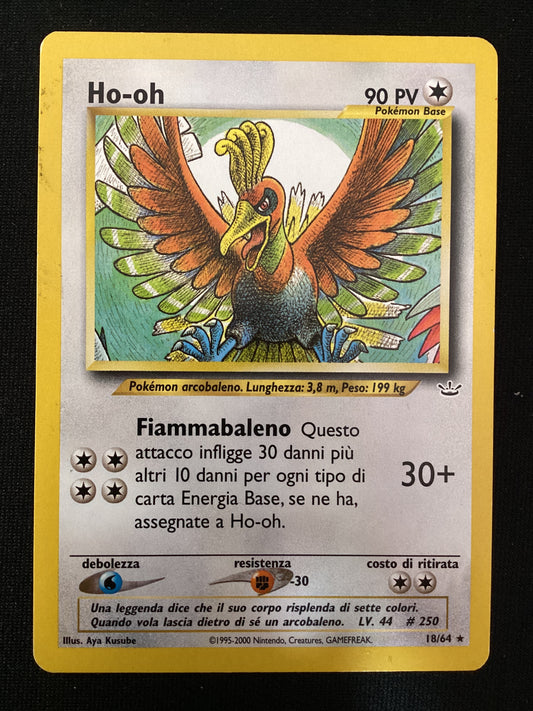 Ho-oh
90 PV
Pokémon Base
Pokémon arcobaleno. Lunghezza: 3,8 m, Peso: 199 kg
Fiammabaleno Questo
attacco infligge 30 danni più
altri 10 danni per ogni tipo di
carta Energia Base, se ne ha,
assegnate a Ho-oh.
30+
debolezza
resistenza
costo di ritirata
-30
Una leggenda dice che il suo corpo risplenda di sette colori.
Quando vola lascia dietro di sé un arcobaleno. LV. 44 # 250
Illus. Aya Kusube
©1995-2000 Nintendo, Creatures, GAMEFREAK.
18/64 ★